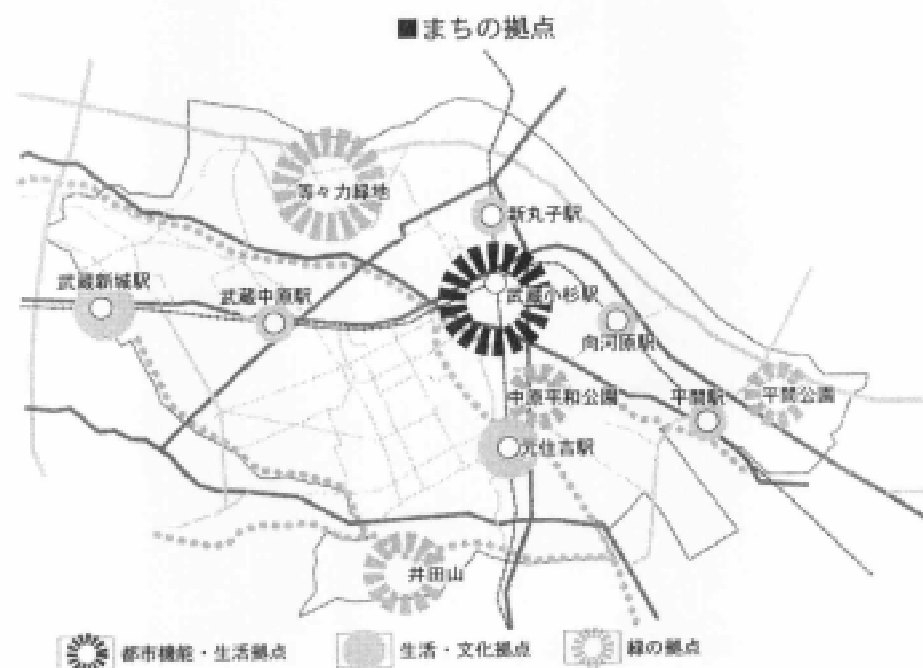 ■まちの拠点
等々力緑地
新丸子駅
武蔵新城駅
武蔵中原駅
武蔵小杉駅
向河原駅
中原平和公園
平間駅
平間公園
元住吉駅
井田山
都市機能・生活拠点
生活・文化拠点
緑の拠点